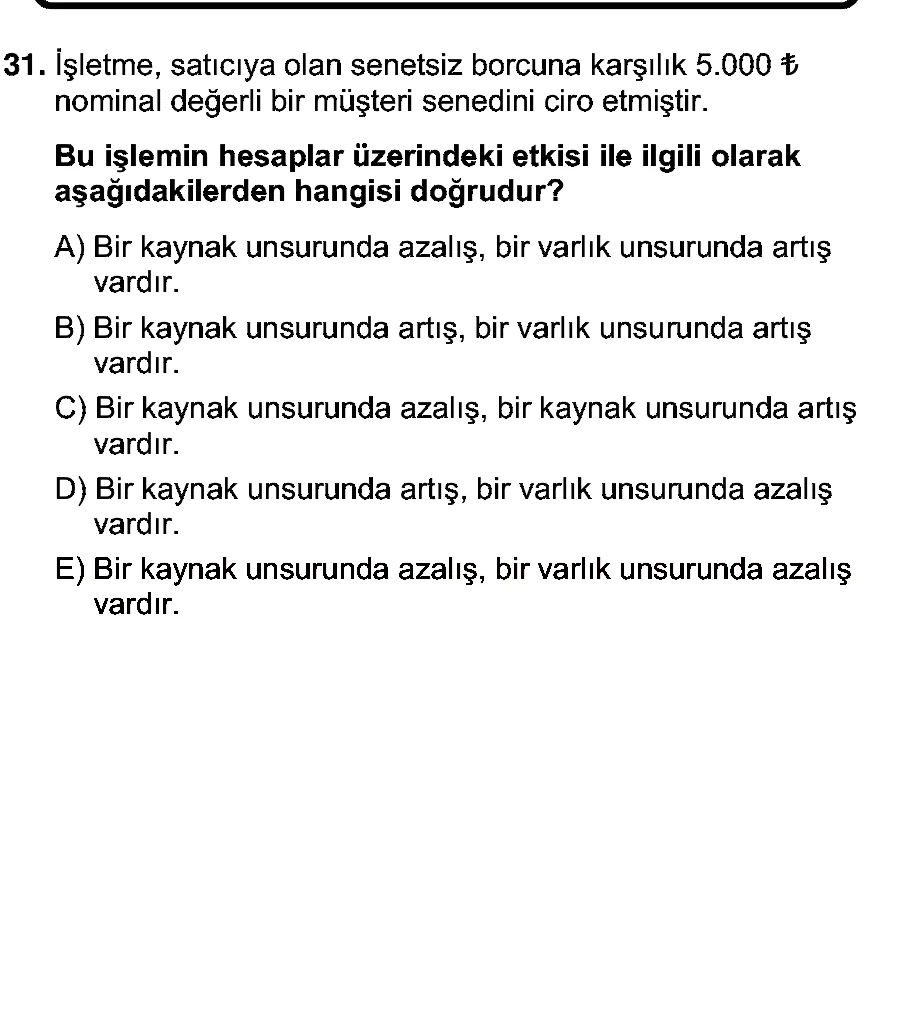 31. İşletme, satıcıya olan senetsiz borcuna karşılık 5.000 ₺
nominal değerli bir müşteri senedini ciro etmiştir.
Bu işlemin hesaplar üzerindeki etkisi ile ilgili olarak
aşağıdakilerden hangisi doğrudur?
A) Bir kaynak unsurunda azalış, bir varlık unsurunda artış
vardır.
B) Bir kaynak unsurunda artış, bir varlık unsurunda artış
vardır.
C) Bir kaynak unsurunda azalış, bir kaynak unsurunda artış
vardır.
D) Bir kaynak unsurunda artış, bir varlık unsurunda azalış
vardır.
E) Bir kaynak unsurunda azalış, bir varlık unsurunda azalış
vardır.